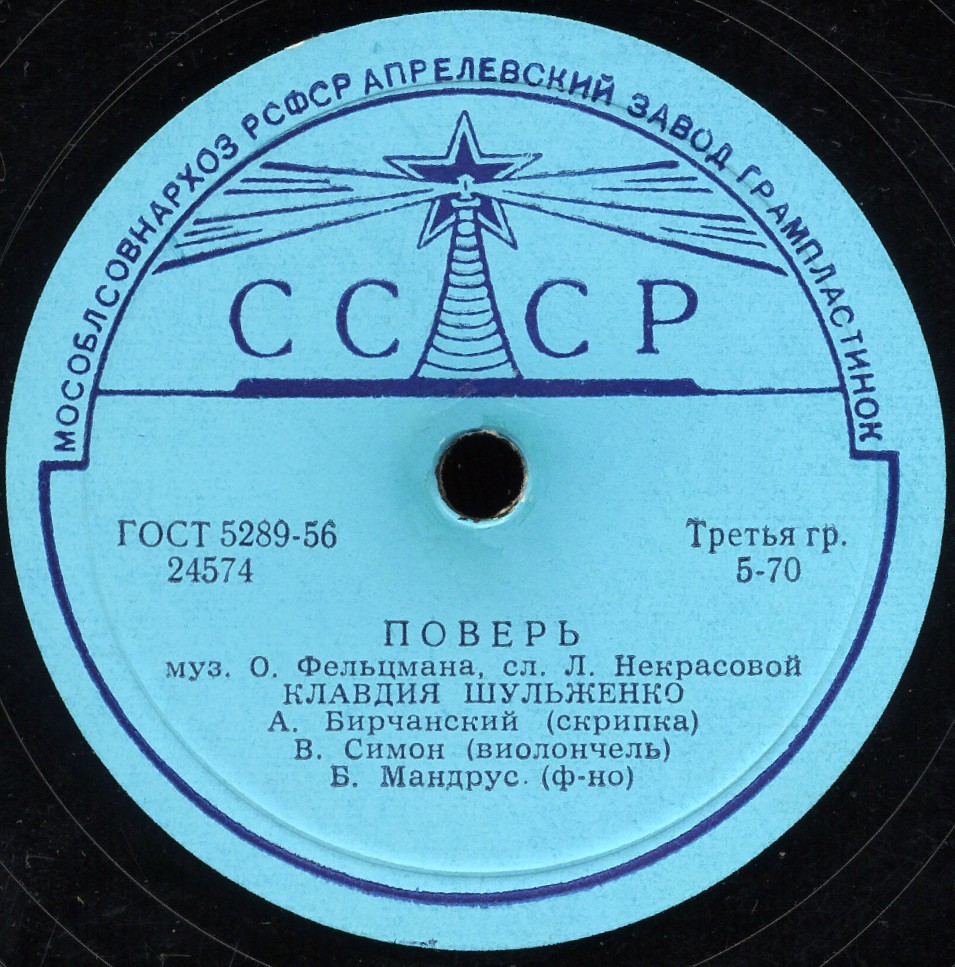 МОСОБЛСОВНАРХОЗ РСФСР АПРЕЛЕВСКИЙ ЗАВОД ГРАМПЛАСТИНОК
СССР
ГОСТ 5289-56
24574
Третья гр.
5-70
ПОВЕРЬ
муз. О. Фельцмана, сл. Л. Некрасовой
КЛАВДИЯ ШУЛЬЖЕНКО
А. Бирчанский (скрипка)
В. Симон (виолончель)
Б. Мандрус. (ф-но)